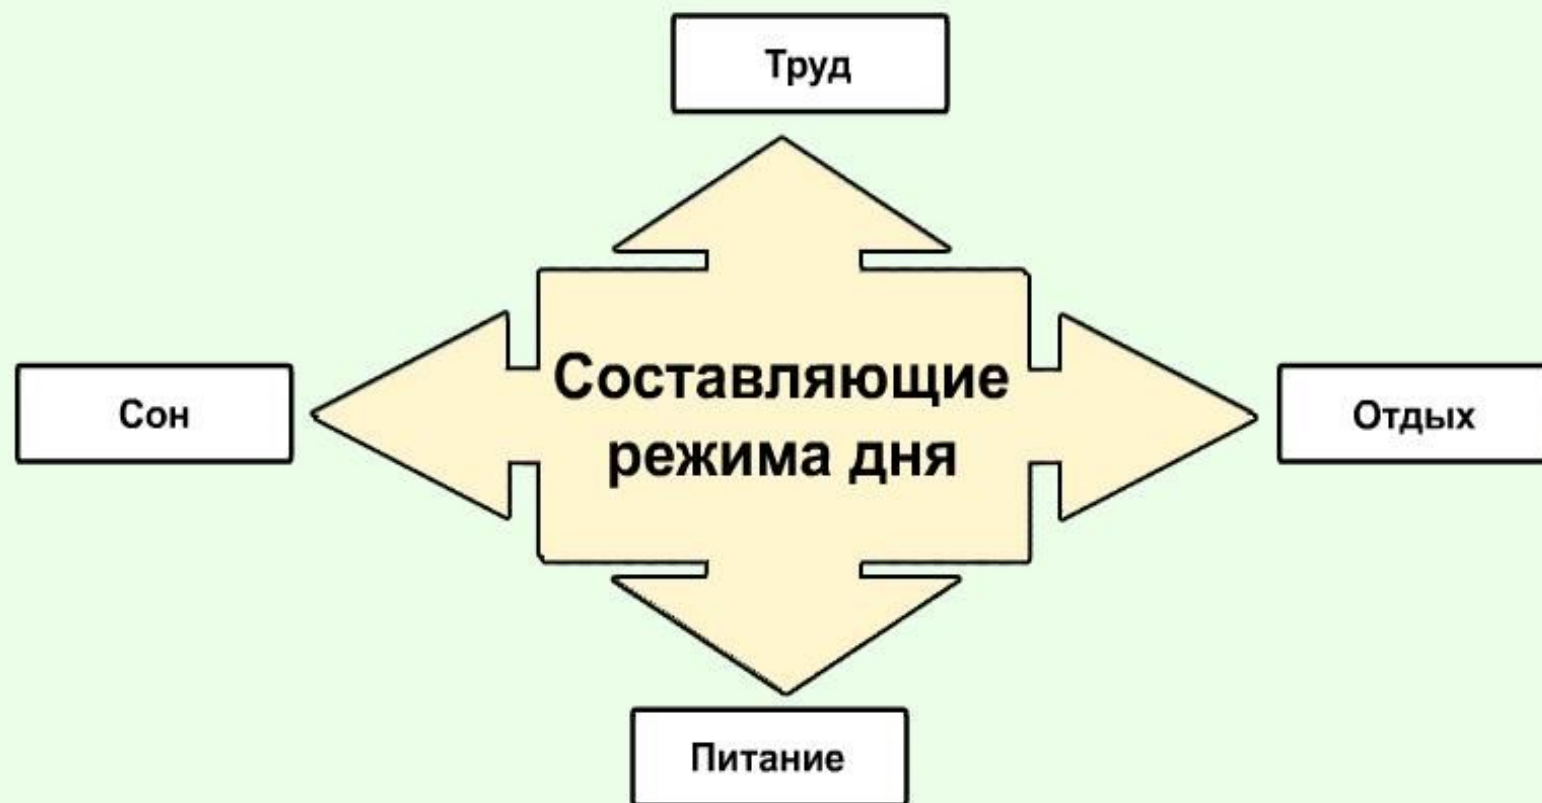 Труд
Составляющие
режима дня
Сон
Отдых
Питание